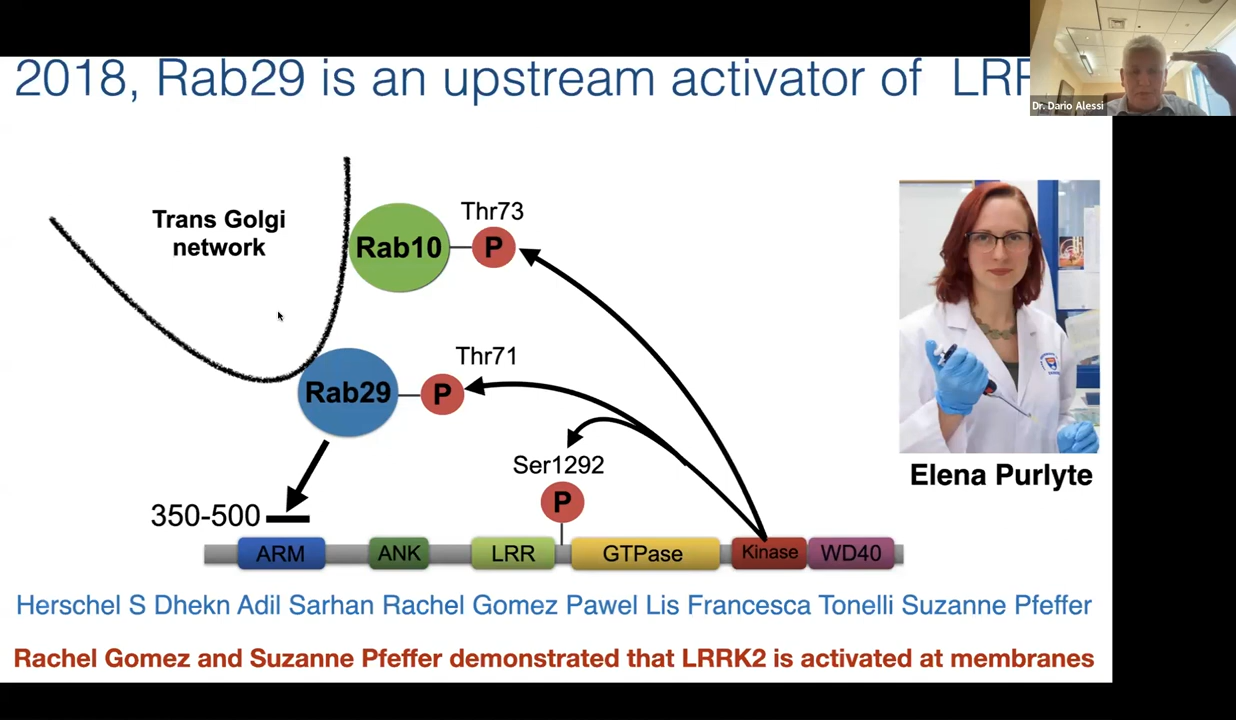 2018, Rab29 is an upstream activator of
Dr. Dario Alessi
Trans Golgi
network
Thr73
Rab10
P
Thr71
Rab29
P
Ser1292
P
350-500
ARM
ANK
LRR
GTPase
Kinase
WD40
Elena Purlyte
Herschel S Dhekn Adil Sarhan Rachel Gomez Pawel Lis Francesca Tonelli Suzanne Pfeffer
Rachel Gomez and Suzanne Pfeffer demonstrated that LRRK2 is activated at membranes